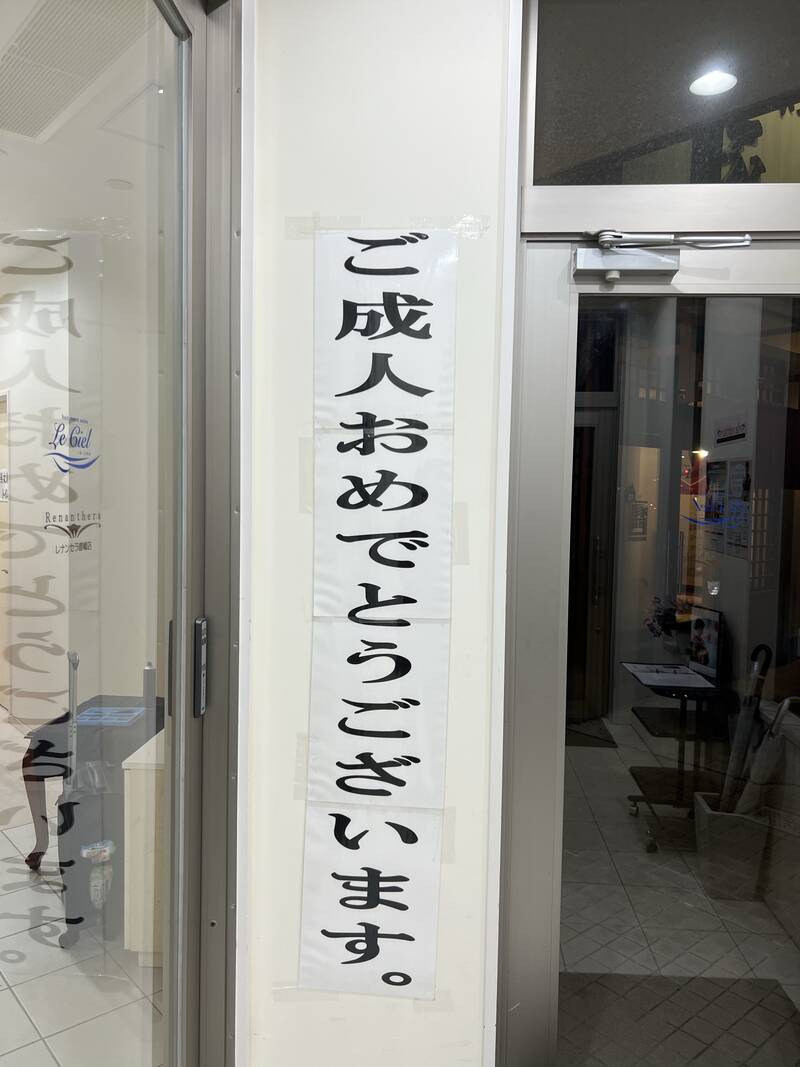 ご成人おめでとうございます。
Le Ciel
Renanthera